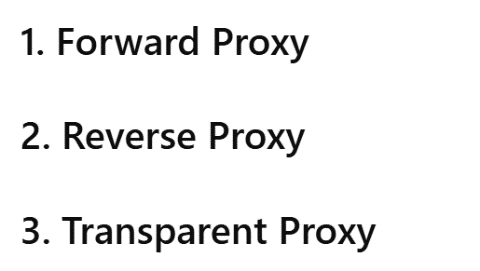 1. Forward Proxy
2. Reverse Proxy
3. Transparent Proxy